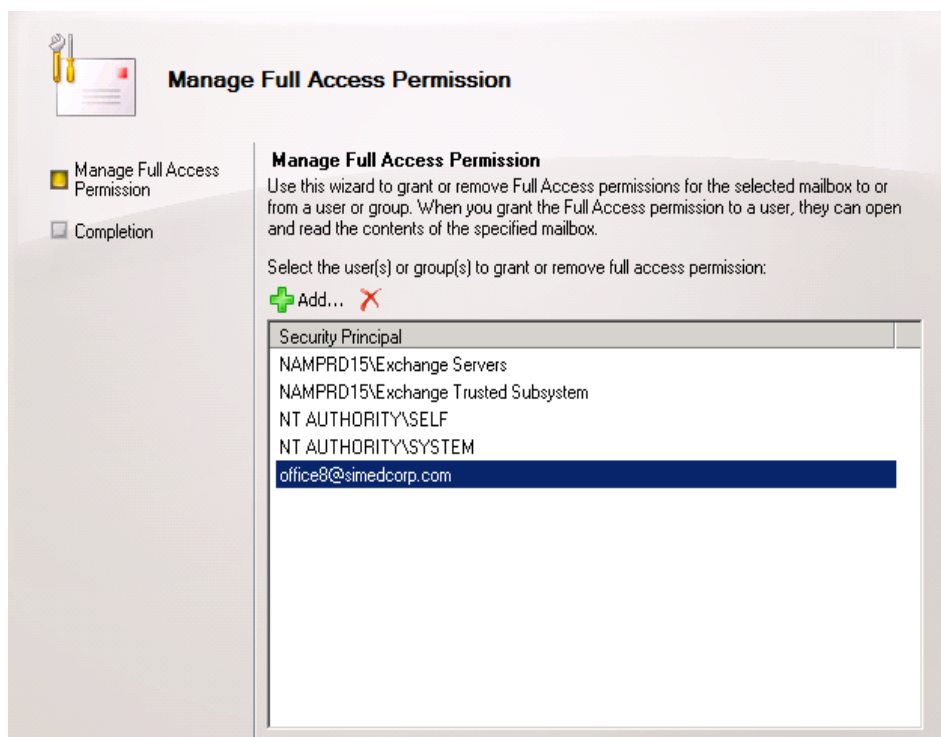 Manage Full Access Permission
Manage Full Access
Permission
Completion
Manage Full Access Permission
Use this wizard to grant or remove Full Access permissions for the selected mailbox to or
from a user or group. When you grant the Full Access permission to a user, they can open
and read the contents of the specified mailbox.
Select the user(s) or group(s) to grant or remove full access permission:
Add...
Security Principal
NAMPRD15\Exchange Servers
NAMPRD15\Exchange Trusted Subsystem
NT AUTHORITY\SELF
NT AUTHORITY\SYSTEM
office8@simedcorp.com